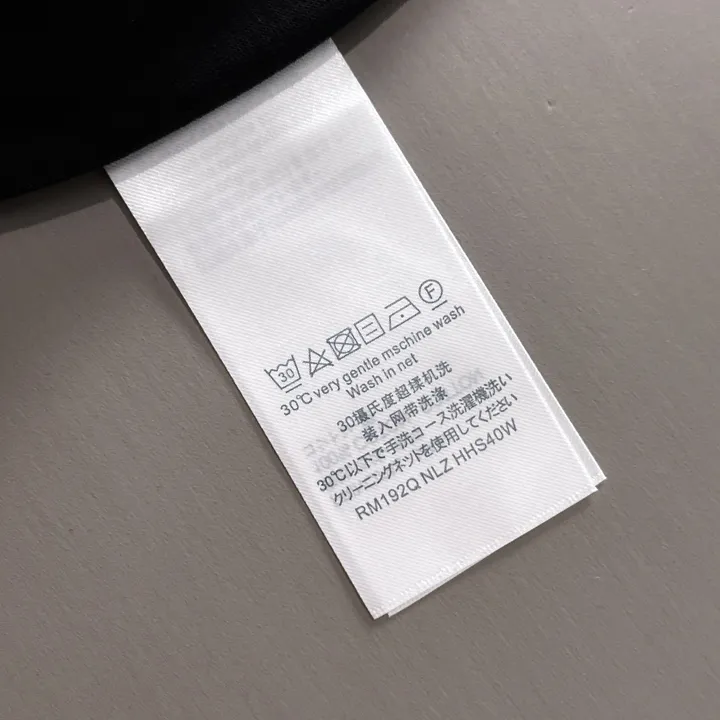 30 F
30℃ very gentle mschine wash
Wash in net
30攝氏度超揉机洗
装入网带洗涤
30℃以下で手洗コース洗濯機洗い
クリーニングネットを使用してください
RM192Q NLZ HHS40W